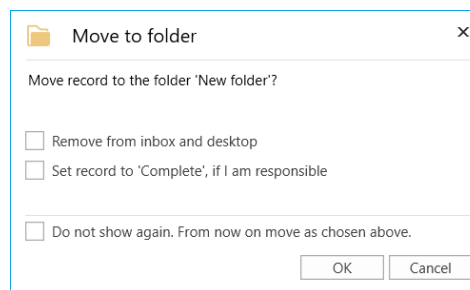 Move to folder
Move record to the folder 'New folder'?
Remove from inbox and desktop
Set record to 'Complete', if I am responsible
Do not show again. From now on move as chosen above.
OK Cancel